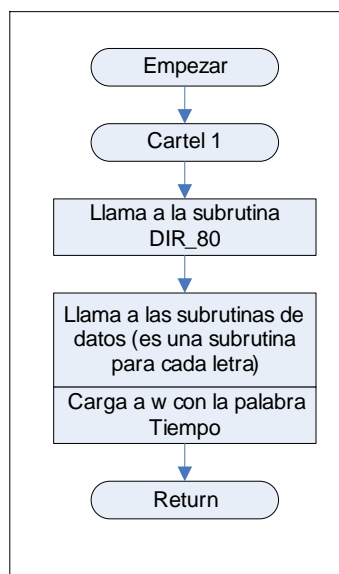 Empezar
Cartel 1
Llama a la subrutina
DIR_80
Llama a las subrutinas de
datos (es una subrutina
para cada letra)
Carga a w con la palabra
Tiempo
Return